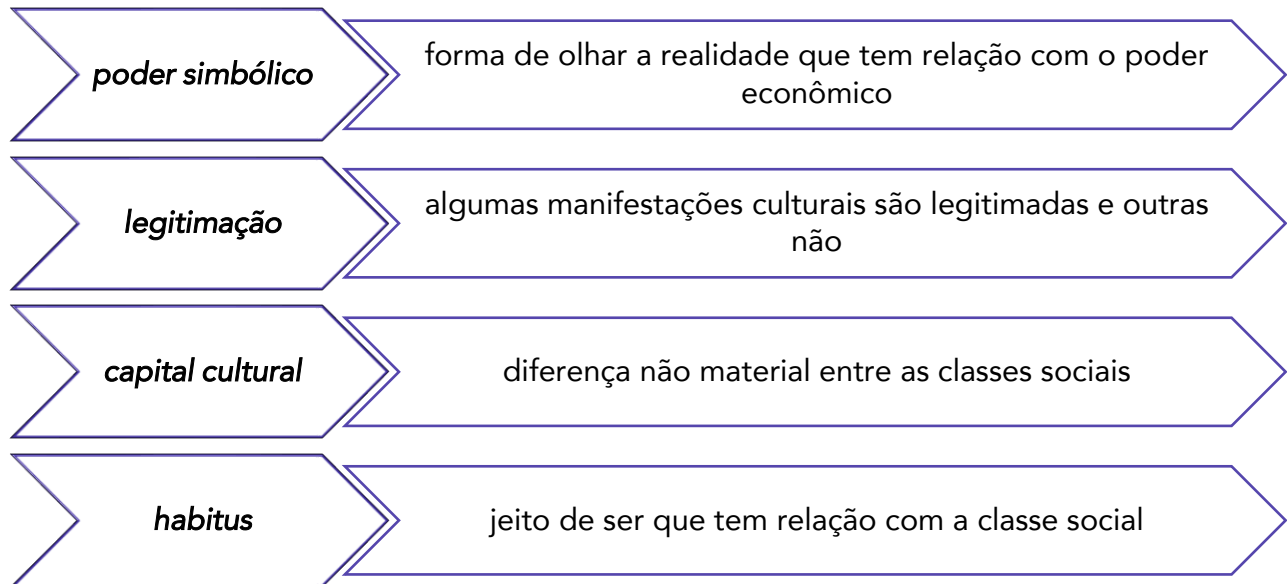 poder simbólico
forma de olhar a realidade que tem relação com o poder
econômico
legitimação
algumas manifestações culturais são legitimadas e outras
não
capital cultural
diferença não material entre as classes sociais
habitus
jeito de ser que tem relação com a classe social